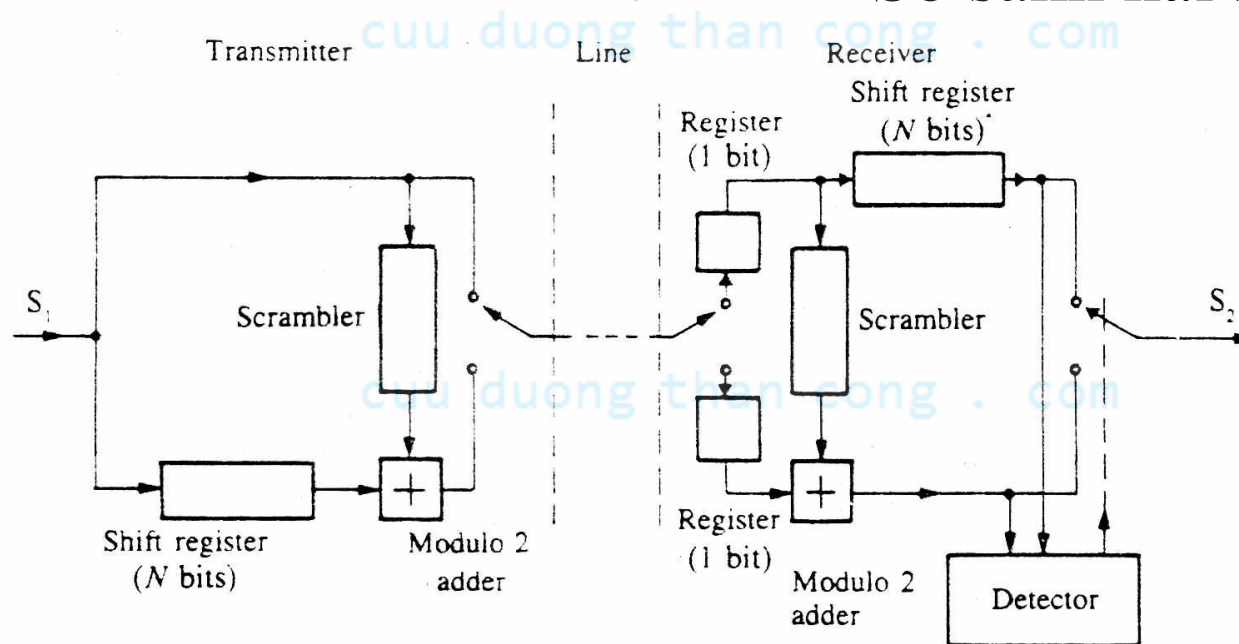 cuu duong than cong . com
Transmitter
Line
Receiver
Shift register
(N bits)
Register
(1 bit)
S1
Scrambler
Scrambler
S2
cuu duong than cong . com
Shift register
(N bits)
Modulo 2
adder
Register
(1 bit)
Modulo 2
adder
Detector
+
+